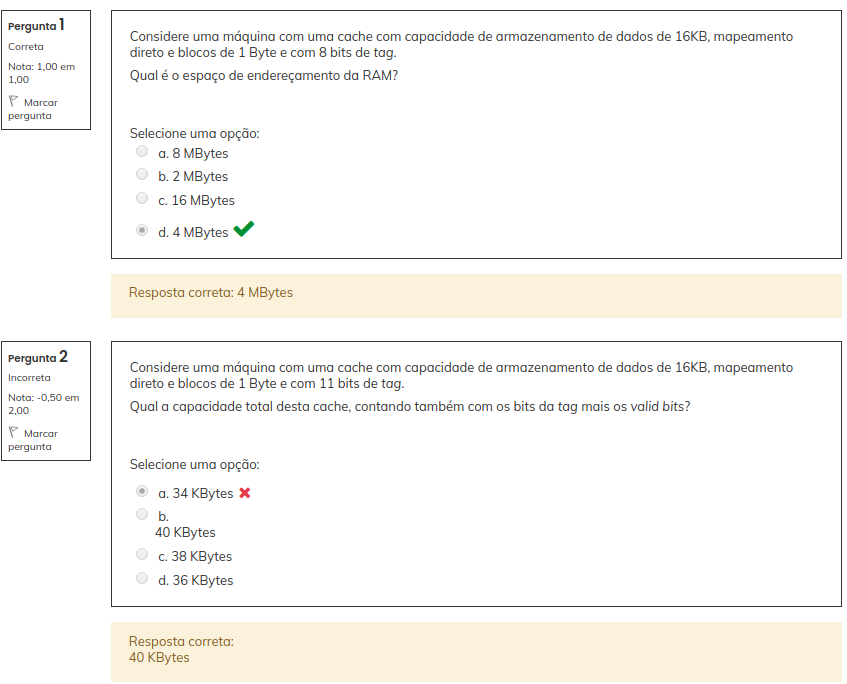 Pergunta 1
Correta
Nota: 1,00 em
1,00
Marcar
pergunta
Considere uma máquina com uma cache com capacidade de armazenamento de dados de 16KB, mapeamento
direto e blocos de 1 Byte e com 8 bits de tag.
Qual é o espaço de endereçamento da RAM?
Selecione uma opção:
a. 8 MBytes
b. 2 MBytes
c. 16 MBytes
d. 4 MBytes
Resposta correta: 4 MBytes
Pergunta 2
Incorreta
Nota: -0,50 em
2,00
Marcar
pergunta
Considere uma máquina com uma cache com capacidade de armazenamento de dados de 16KB, mapeamento
direto e blocos de 1 Byte e com 11 bits de tag.
Qual a capacidade total desta cache, contando também com os bits da tag mais os valid bits?
Selecione uma opção:
a. 34 KBytes
b.
40 KBytes
c. 38 KBytes
d. 36 KBytes
Resposta correta:
40 KBytes